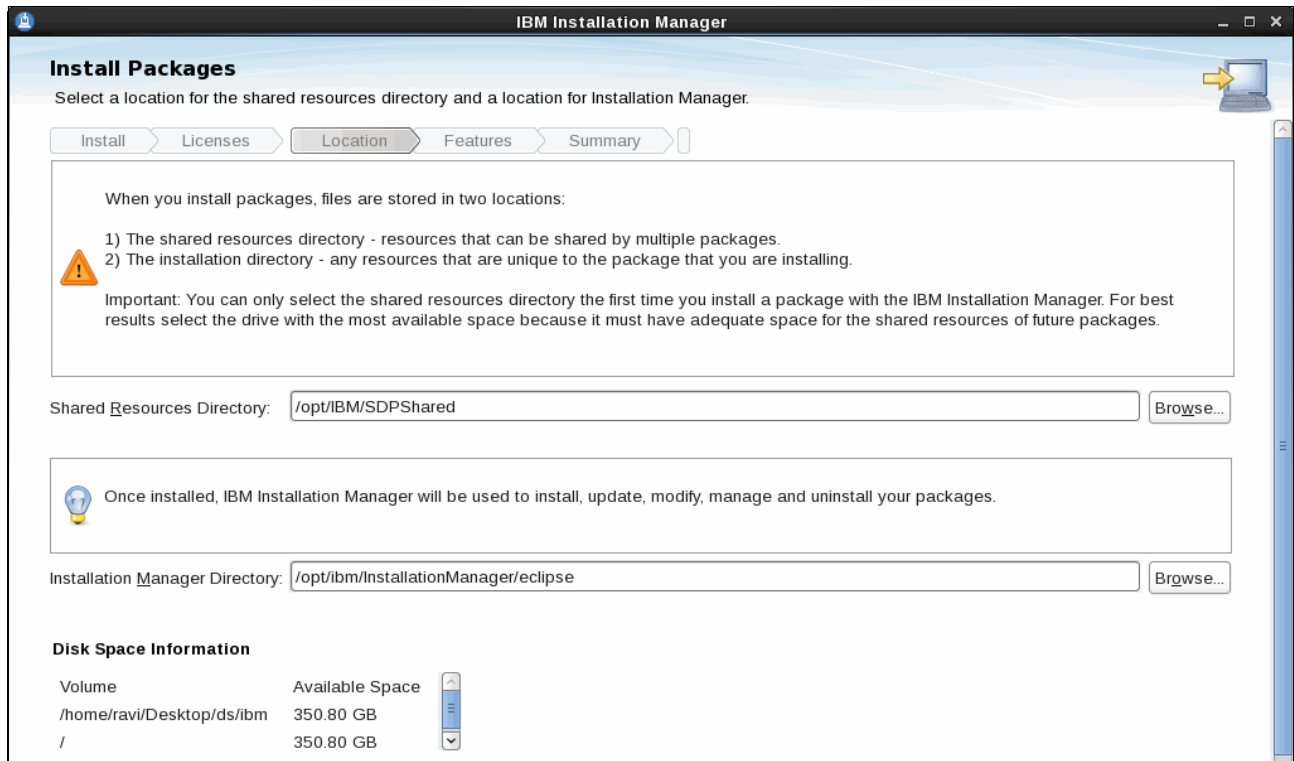 IBM Installation Manager
Install Packages
Select a location for the shared resources directory and a location for Installation Manager.
Install Licenses Location Features Summary
When you install packages, files are stored in two locations:
1) The shared resources directory - resources that can be shared by multiple packages.
2) The installation directory - any resources that are unique to the package that you are installing.
Important: You can only select the shared resources directory the first time you install a package with the IBM Installation Manager. For best
results select the drive with the most available space because it must have adequate space for the shared resources of future packages.
Shared Resources Directory: /opt/IBM/SDPShared Browse...
Once installed, IBM Installation Manager will be used to install, update, modify, manage and uninstall your packages.
Installation Manager Directory: /opt/ibm/InstallationManager/eclipse Browse...
Disk Space Information
Volume Available Space
/home/ravi/Desktop/ds/ibm 350.80 GB
/ 350.80 GB